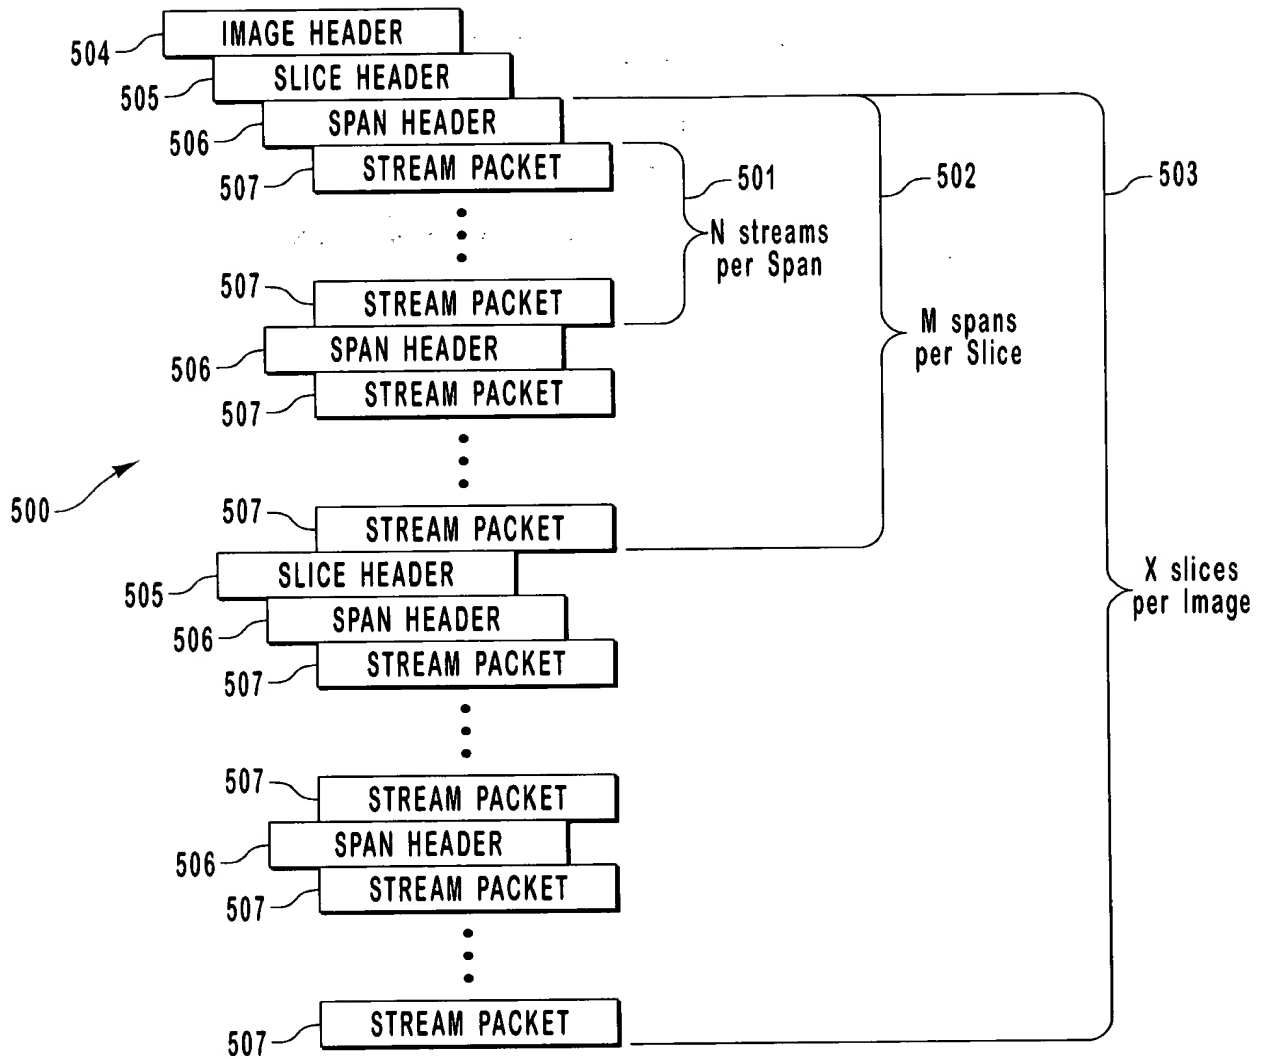 IMAGE HEADER
504
SLICE HEADER
505
SPAN HEADER
506
STREAM PACKET
507
501
502
503
N streams
per Span
507
STREAM PACKET
SPAN HEADER
506
STREAM PACKET
507
M spans
per Slice
500
507
STREAM PACKET
SLICE HEADER
505
X slices
per Image
SPAN HEADER
506
STREAM PACKET
507
507
STREAM PACKET
SPAN HEADER
506
STREAM PACKET
507
STREAM PACKET
507